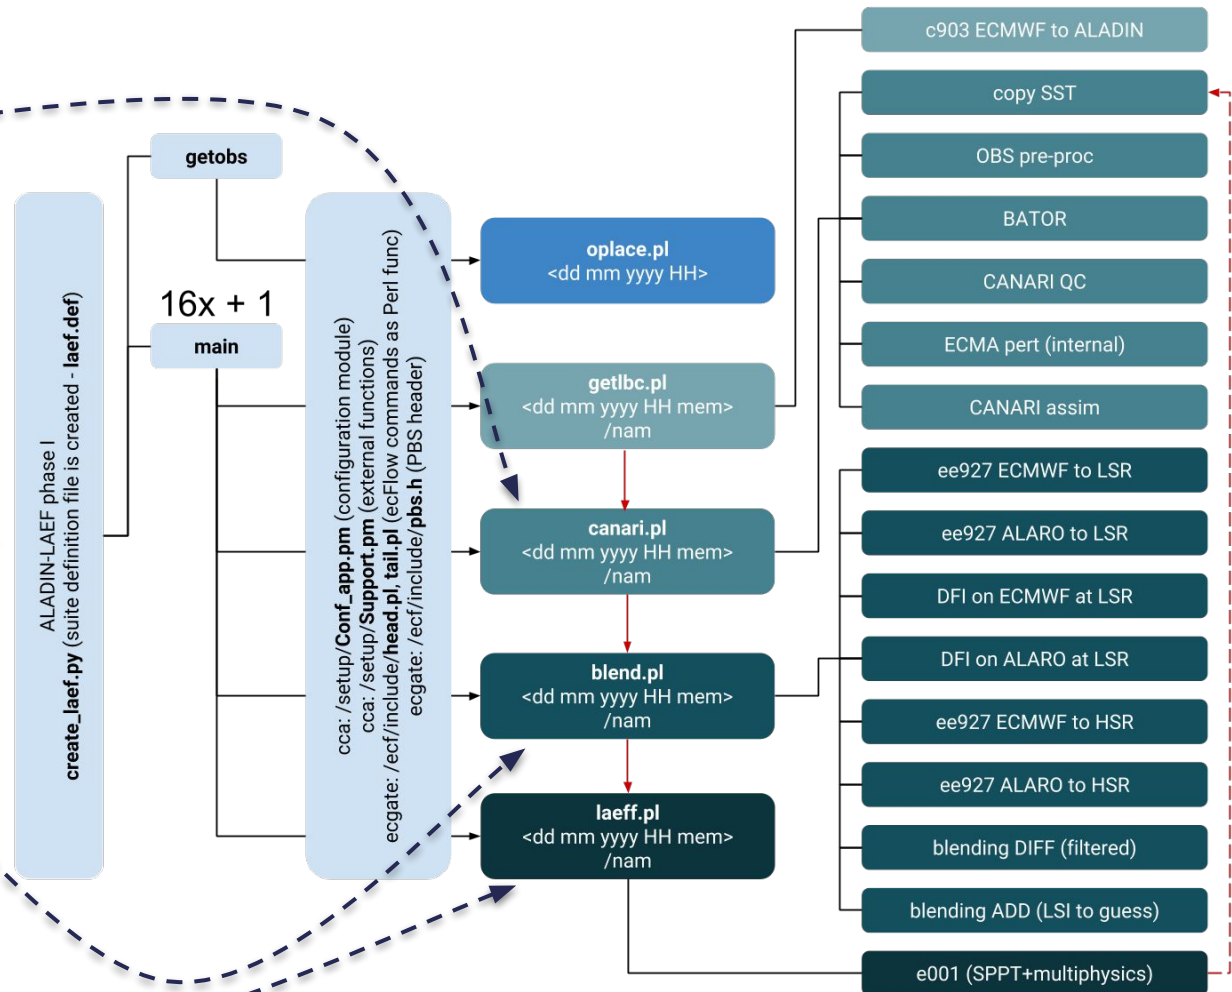 ALADIN-LAEF phase I
create_laef.py (suite definition file is created - laef.def)
getobs
16x + 1
main
cca: /setup/Conf_app.pm (configuration module)
cca: /setup/Support.pm (external functions)
ecgate: /ecf/include/head.pl, tail.pl (ecFlow commands as Perl func)
ecgate: /ecf/include/pbs.h (PBS header)
oplace.pl
<dd mm yyyy HH>
getlbc.pl
<dd mm yyyy HH mem>
/nam
canari.pl
<dd mm yyyy HH mem>
/nam
blend.pl
<dd mm yyyy HH mem>
/nam
laeff.pl
<dd mm yyyy HH mem>
/nam
c903 ECMWF to ALADIN
copy SST
OBS pre-proc
BATOR
CANARI QC
ECMA pert (internal)
CANARI assim
ee927 ECMWF to LSR
ee927 ALARO to LSR
DFI on ECMWF at LSR
DFI on ALARO at LSR
ee927 ECMWF to HSR
ee927 ALARO to HSR
blending DIFF (filtered)
blending ADD (LSI to guess)
e001 (SPPT+multiphysics)